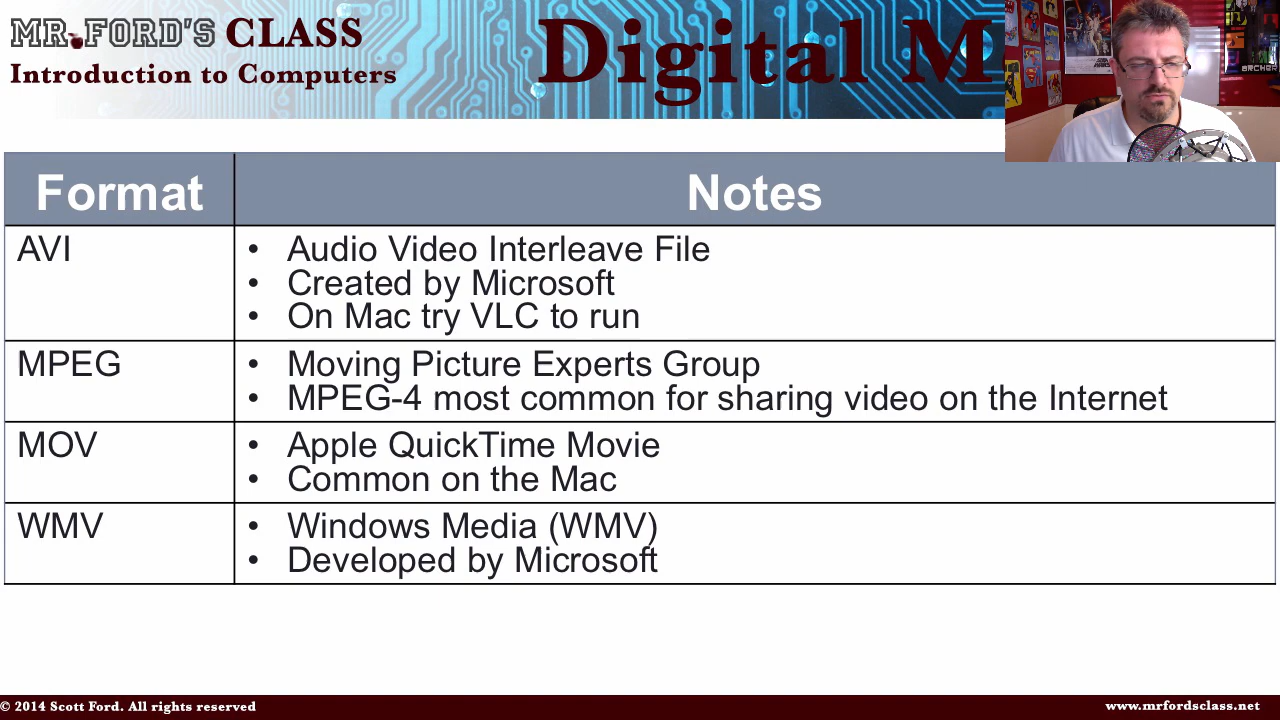 MR. FORD'S CLASS
Introduction to Computers
Digital M
ARCHER
Format Notes
AVI
• Audio Video Interleave File
• Created by Microsoft
• On Mac try VLC to run
MPEG
• Moving Picture Experts Group
• MPEG-4 most common for sharing video on the Internet
MOV
• Apple QuickTime Movie
• Common on the Mac
WMV
• Windows Media (WMV)
• Developed by Microsoft
© 2014 Scott Ford. All rights reserved
www.mrfordsclass.net